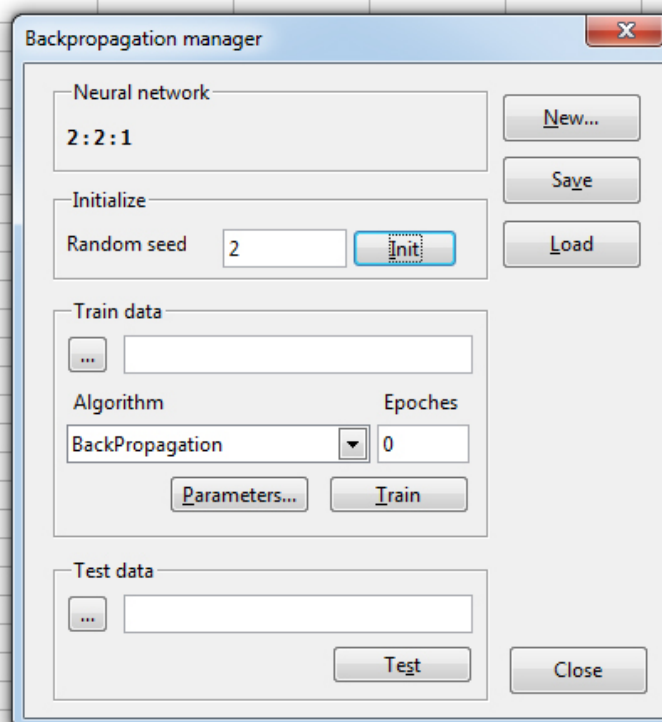 Backpropagation manager
Neural network
2:2:1
New...
Save
Initialize
Random seed 2 Init
Load
Train data
...
Algorithm Epoches
BackPropagation 0
Parameters... Train
Test data
...
Test
Close